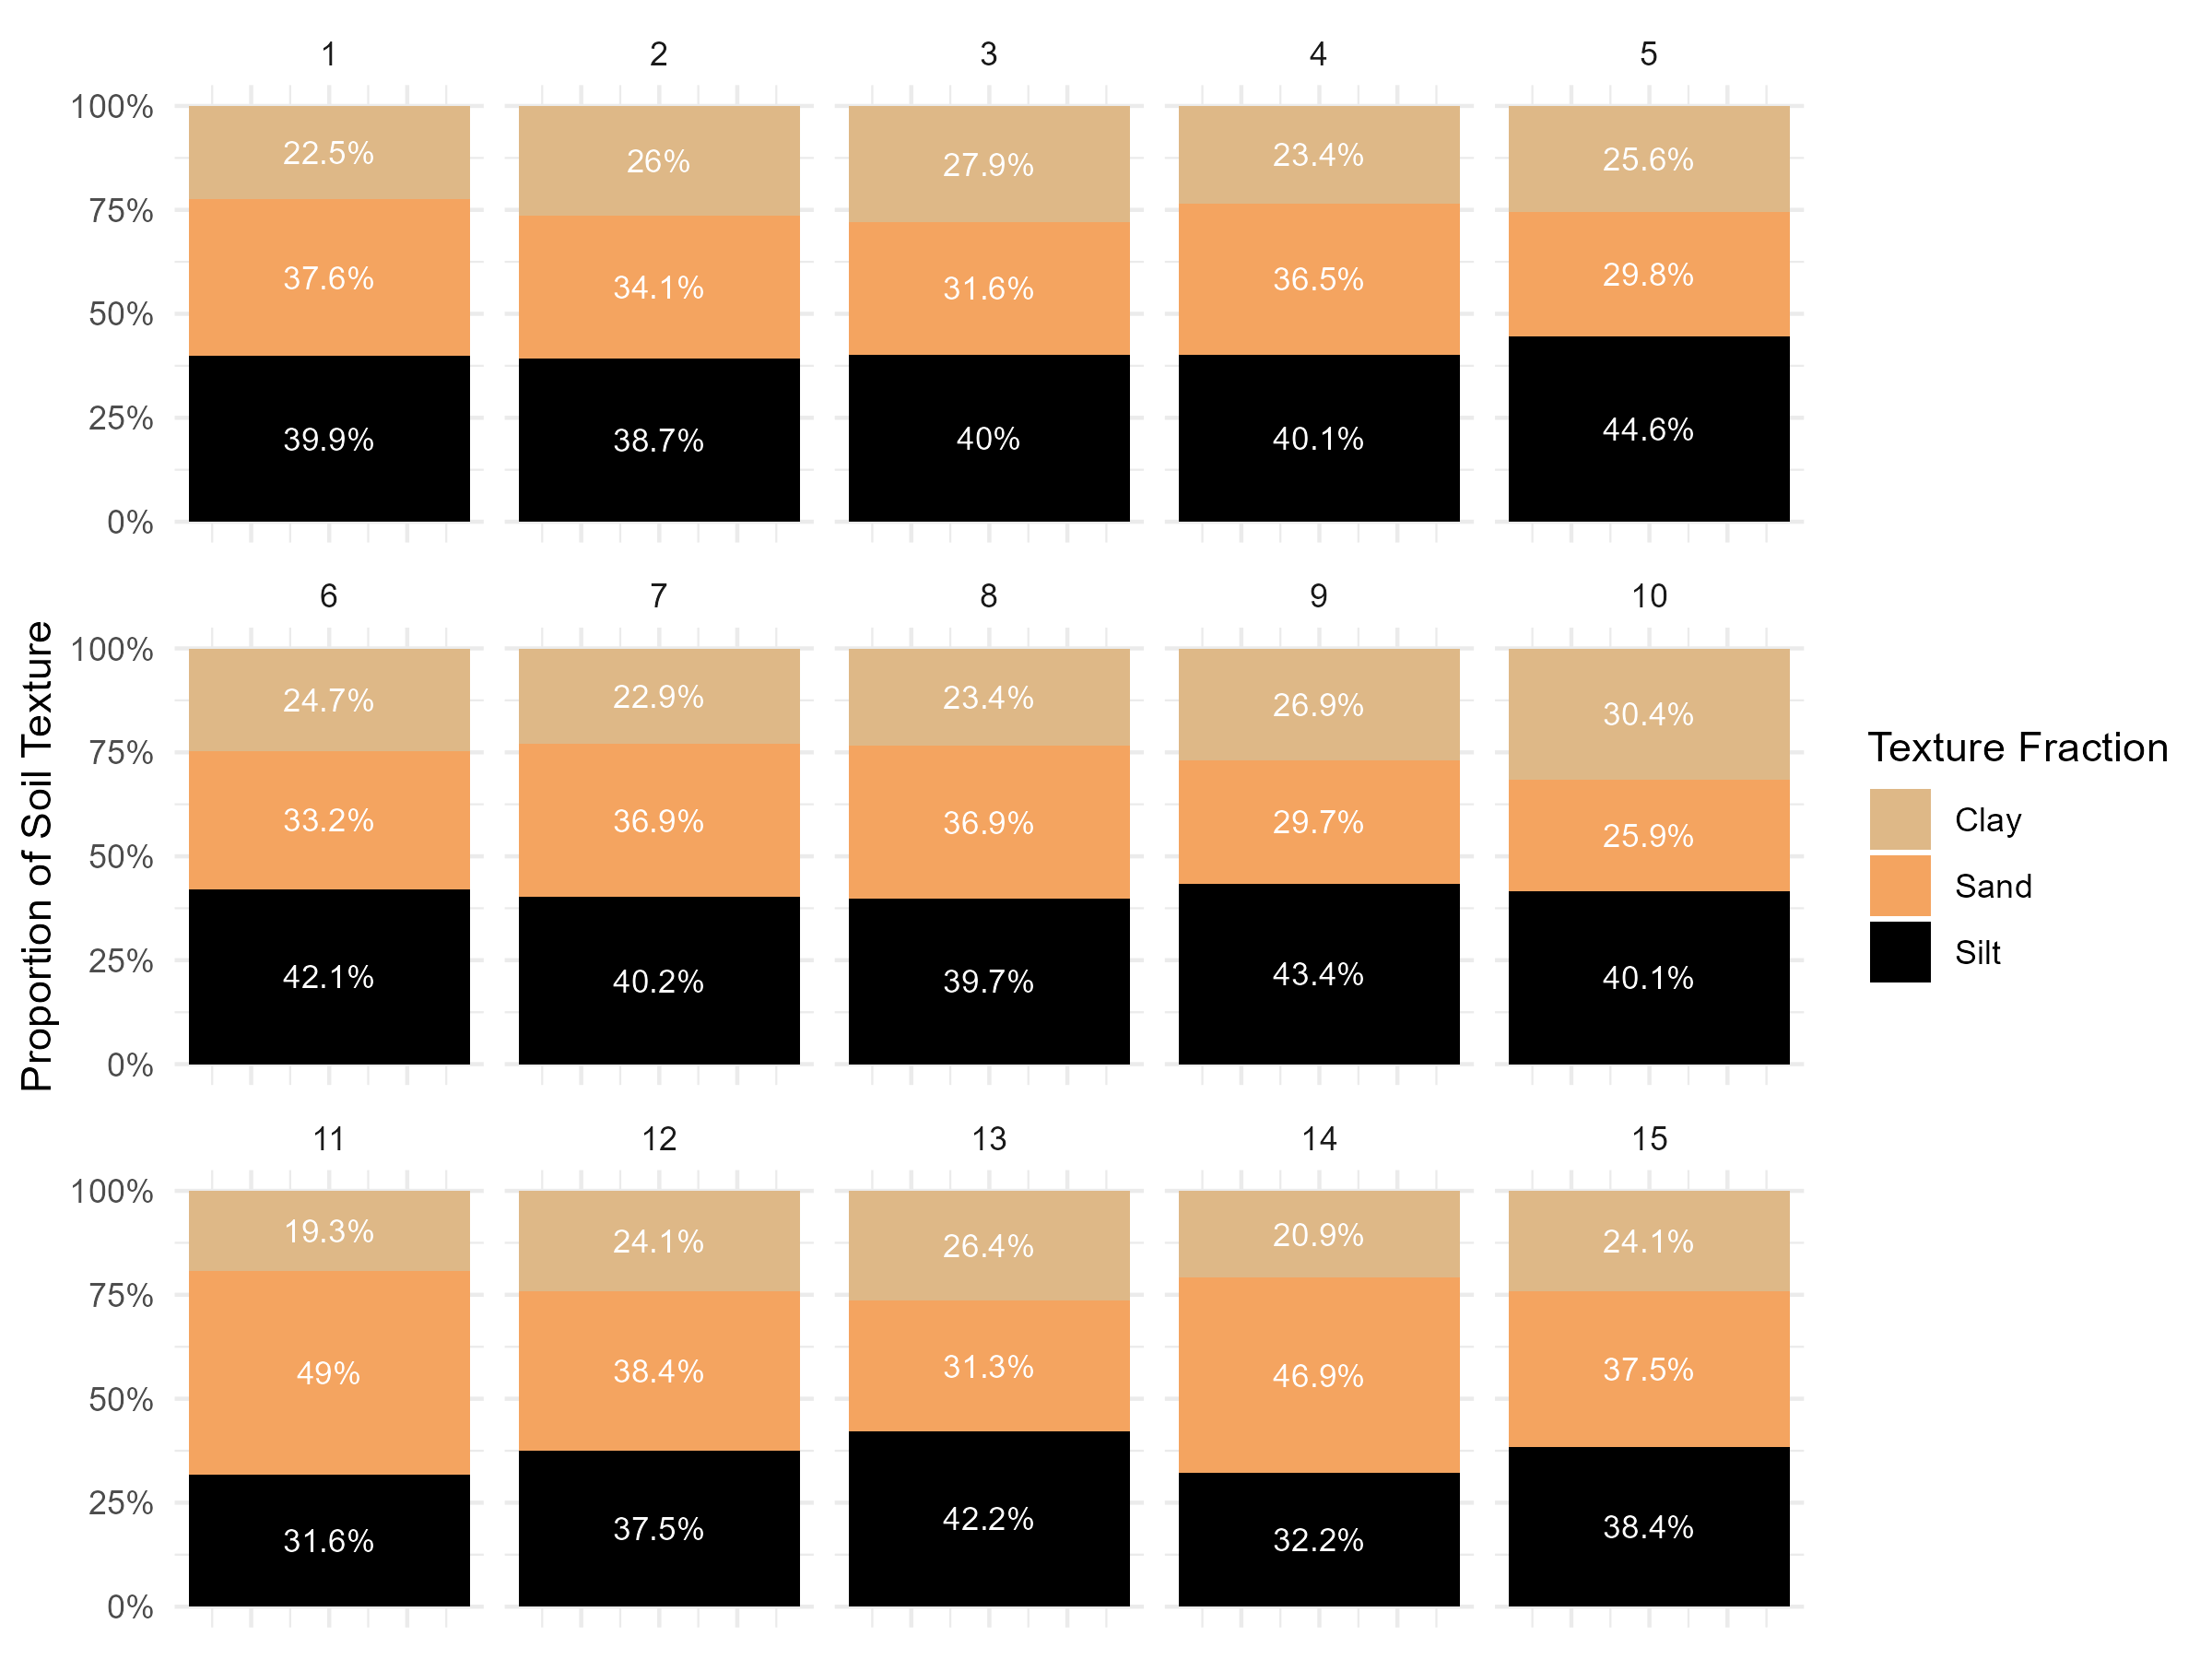 1 2 3 4 5
100%
75%
50%
25%
0%
22.5% 26% 27.9% 23.4% 25.6%
37.6% 34.1% 31.6% 36.5% 29.8%
39.9% 38.7% 40% 40.1% 44.6%
6 7 8 9 10
100%
75%
50%
25%
0%
24.7% 22.9% 23.4% 26.9% 30.4%
33.2% 36.9% 36.9% 29.7% 25.9%
42.1% 40.2% 39.7% 43.4% 40.1%
11 12 13 14 15
100%
75%
50%
25%
0%
19.3% 24.1% 26.4% 20.9% 24.1%
49% 38.4% 31.3% 46.9% 37.5%
31.6% 37.5% 42.2% 32.2% 38.4%
Proportion of Soil Texture
Texture Fraction
Clay
Sand
Silt